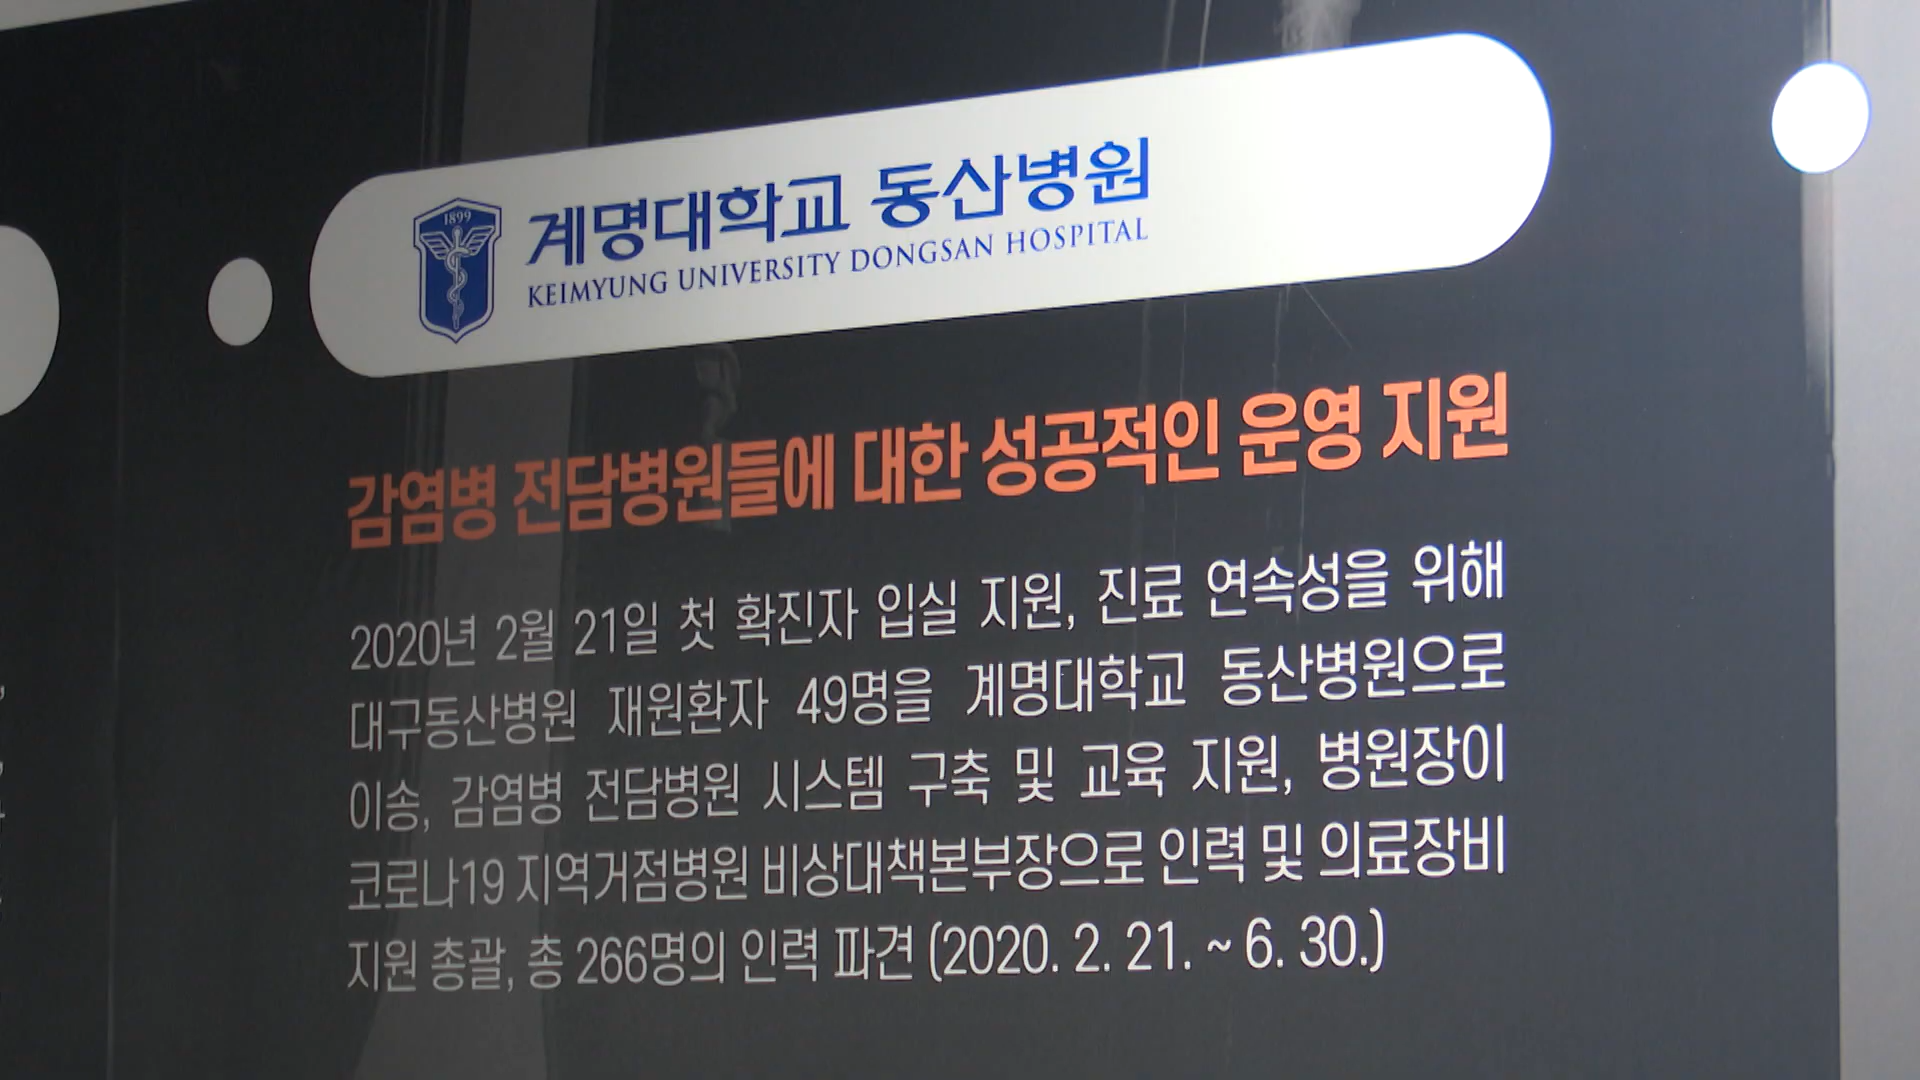 1899
계명대학교 동산병원
KEIMYUNG UNIVERSITY DONGSAN HOSPITAL
감염병 전담병원들에 대한 성공적인 운영 지원
2020년 2월 21일 첫 확진자 입실 지원, 진료 연속성을 위해
대구동산병원 재원환자 49명을 계명대학교 동산병원으로
이송, 감염병 전담병원 시스템 구축 및 교육 지원, 병원장이
코로나19 지역거점병원 비상대책본부장으로 인력 및 의료장비
지원 총괄, 총 266명의 인력 파견 (2020. 2. 21. ~ 6. 30.)